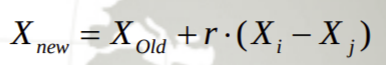 X_new = X_Old + r · (X_i − X_j)